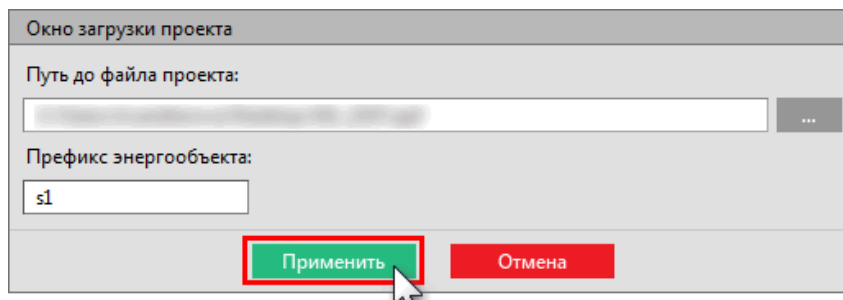 Окно загрузки проекта
Путь до файла проекта:
...
Префикс энергообъекта:
s1
Применить Отмена